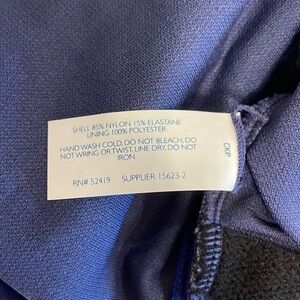 SHELL 85% NYLON 15% ELASTANE
LINING 100% POLYESTER
HAND WASH COLD, DO NOT BLEACH, DO
NOT WRING OR TWIST, LINE DRY, DO NOT
IRON
RN# 52419 SUPPLIER 15623-2
CKP